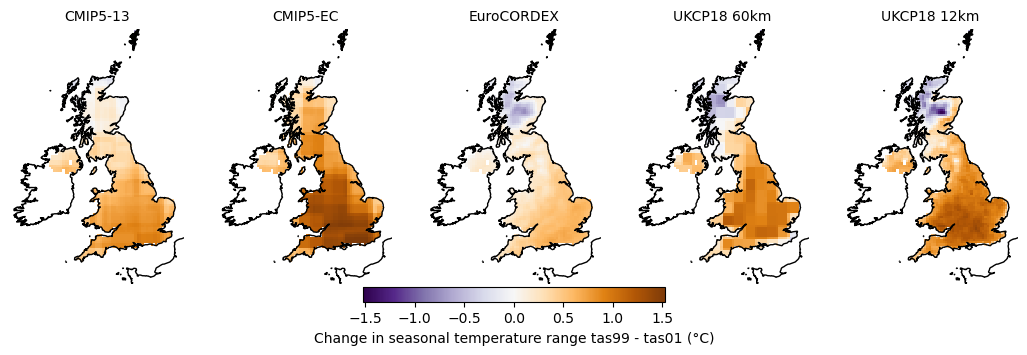 CMIP5-13 CMIP5-EC EuroCORDEX UKCP18 60km UKCP18 12km
−1.5 −1.0 −0.5 0.0 0.5 1.0 1.5
Change in seasonal temperature range tas99 - tas01 (°C)